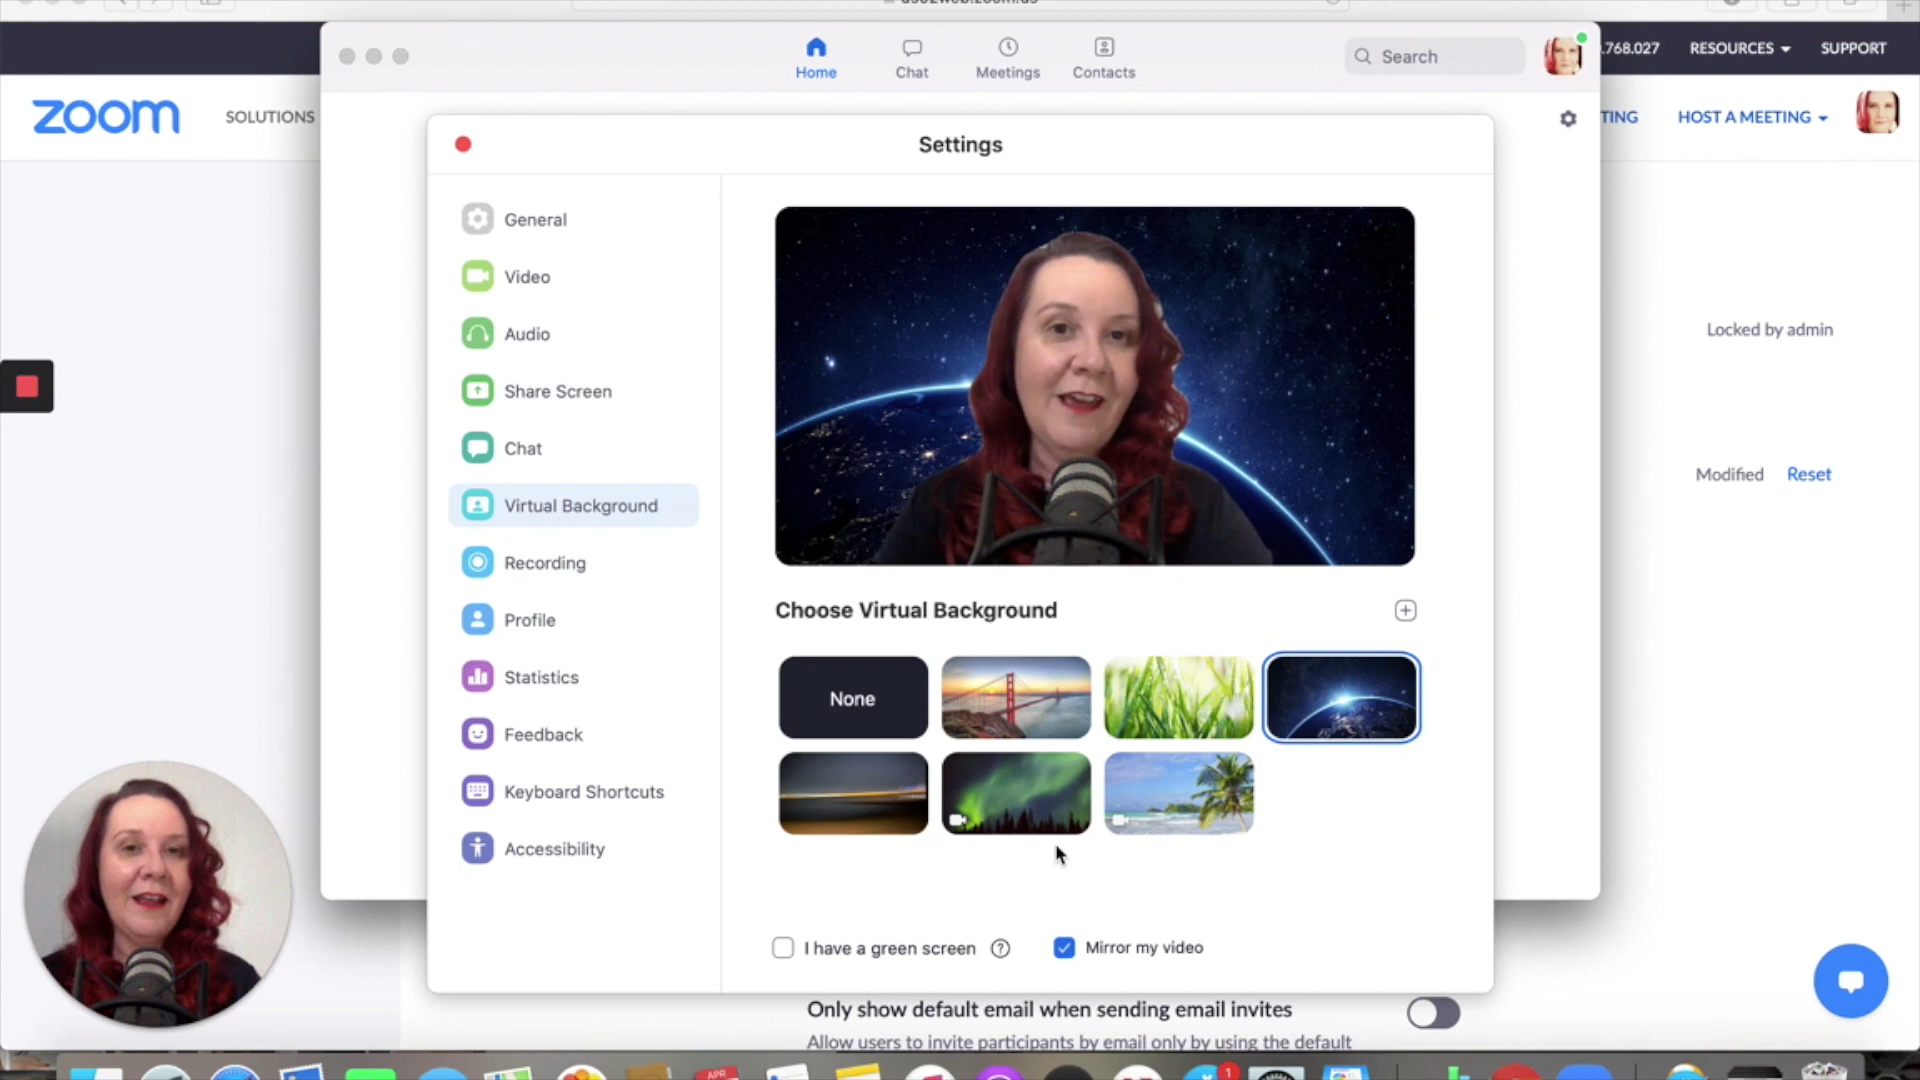 Home
Chat
Meetings
Contacts
Search
.768.027
RESOURCES
SUPPORT
zoom
SOLUTIONS
TING
HOST A MEETING
Settings
General
Video
Audio
Share Screen
Chat
Virtual Background
Recording
Profile
Statistics
Feedback
Keyboard Shortcuts
Accessibility
Locked by admin
Modified Reset
Choose Virtual Background
None
I have a green screen
Mirror my video
Only show default email when sending email invites
Allow users to invite participants by email only by using the default
APR
1